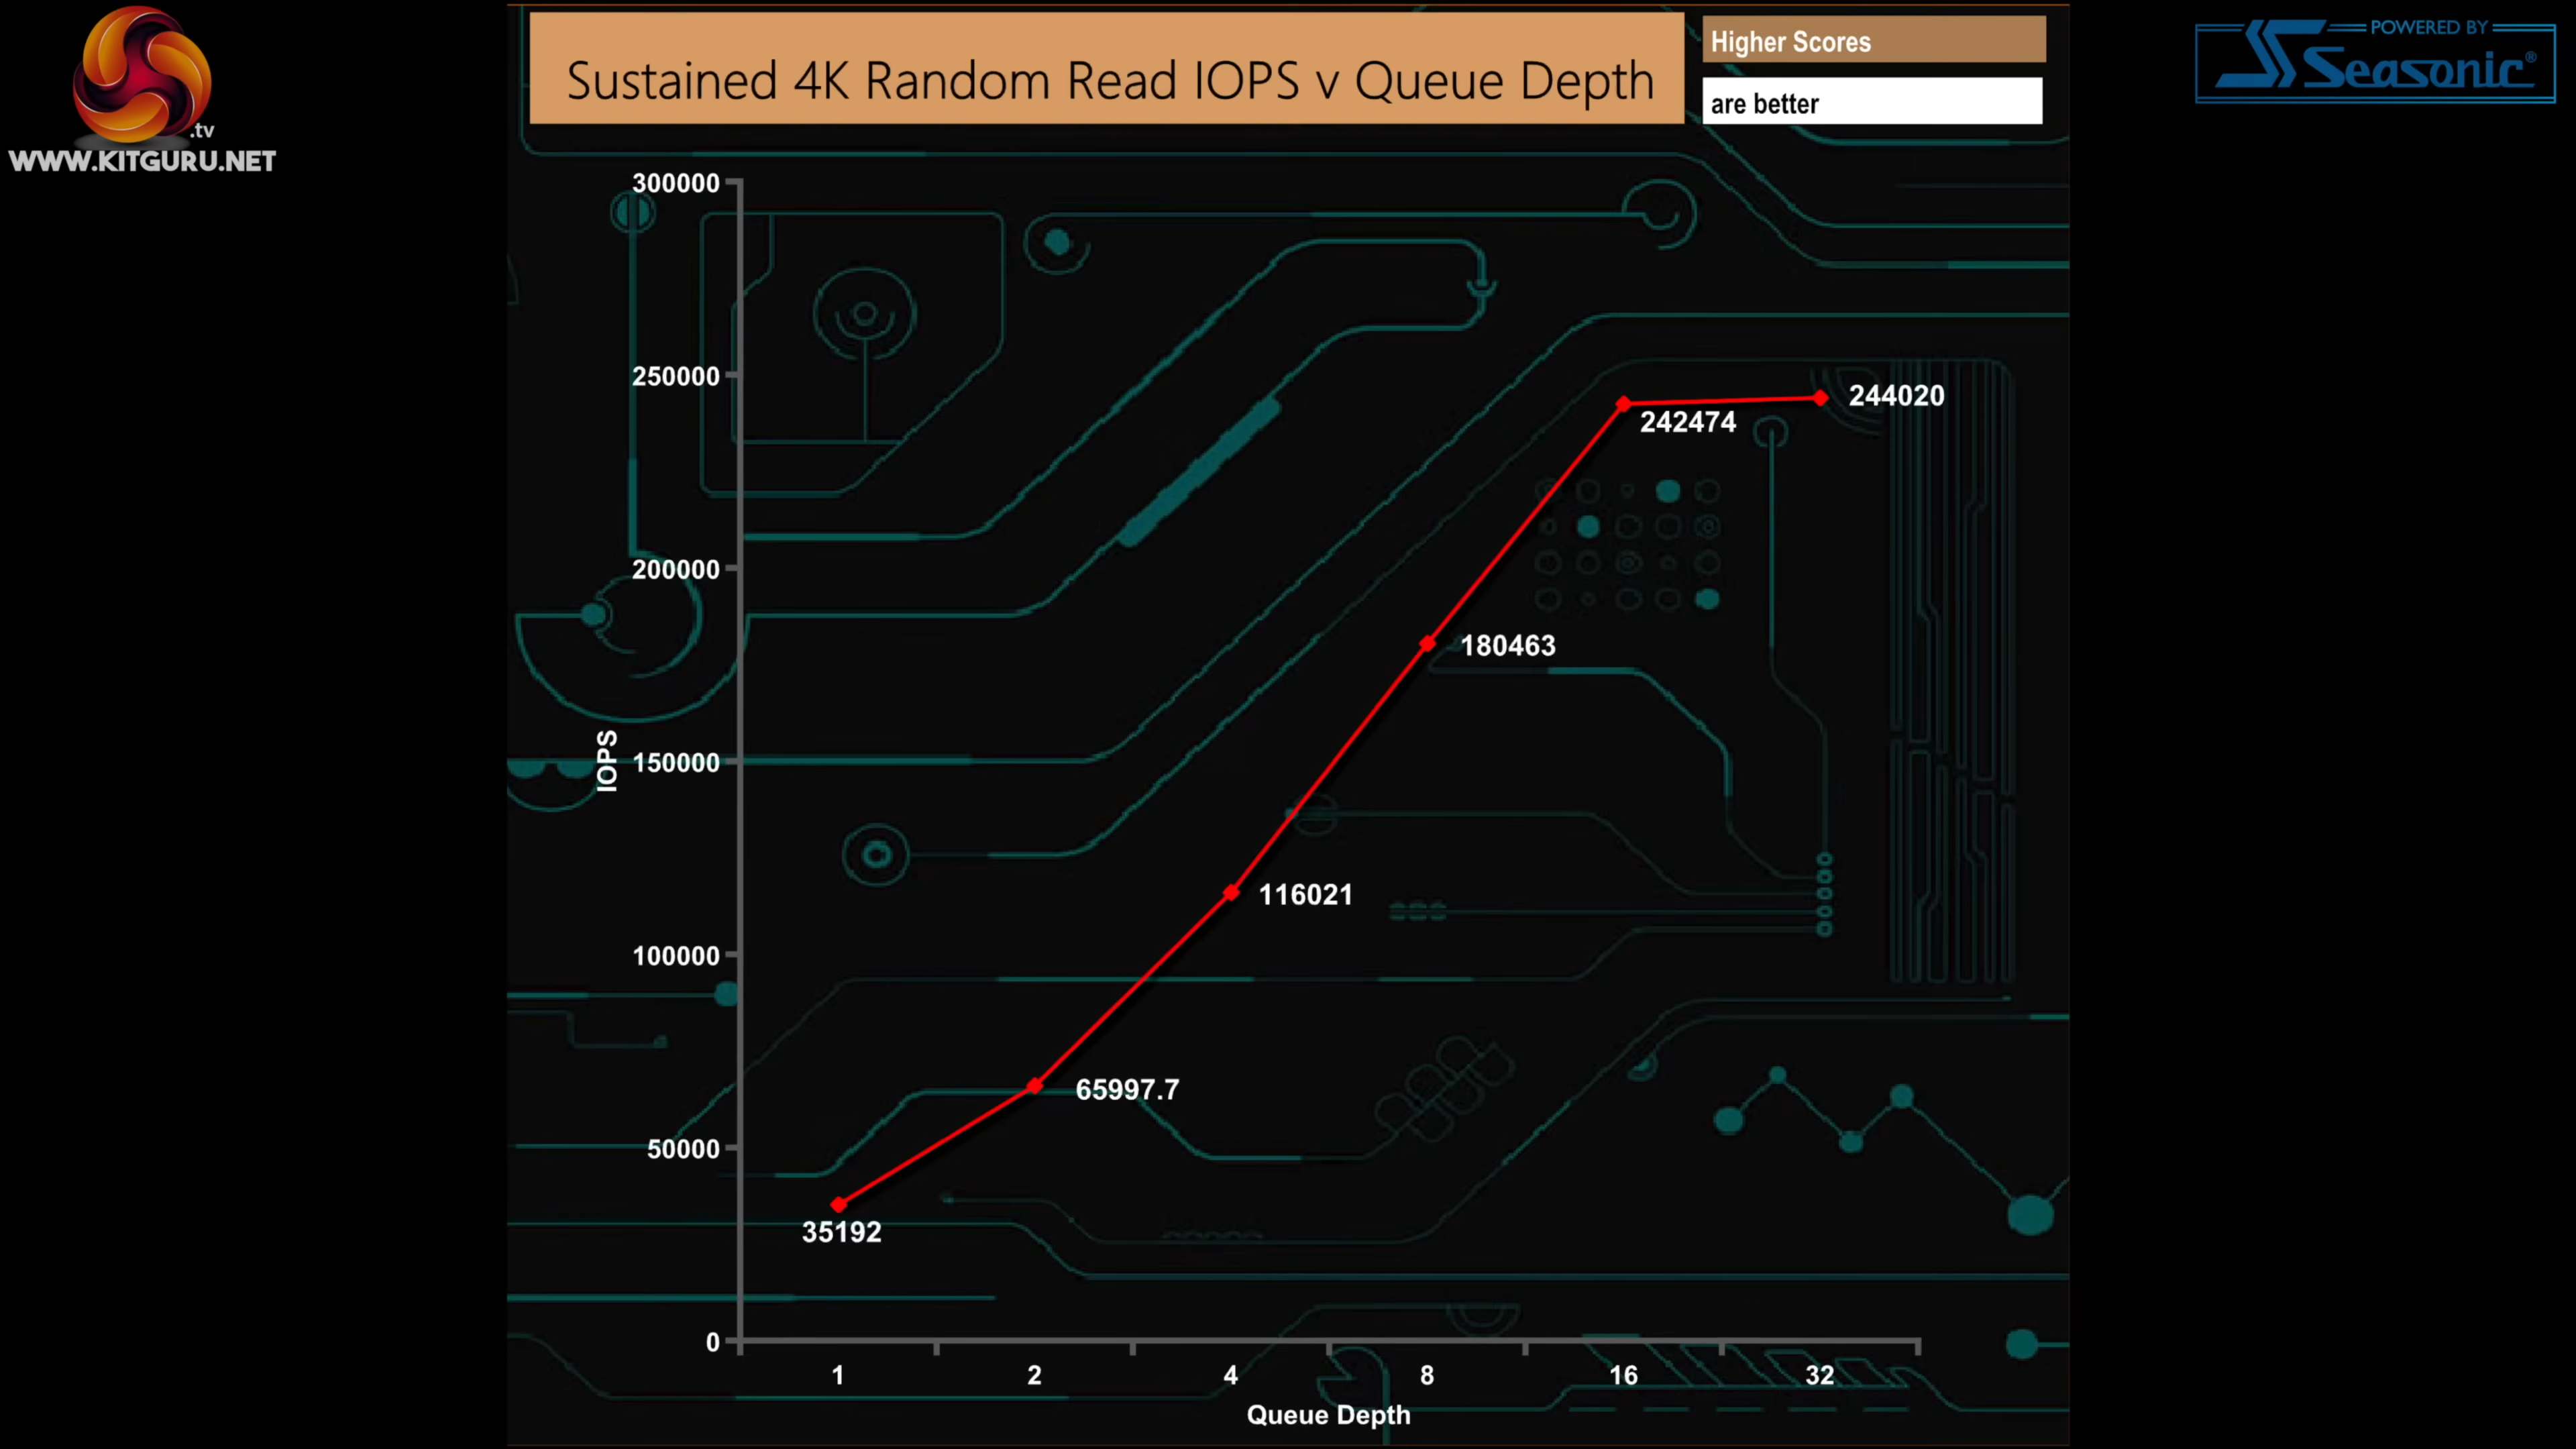 .tv
WWW.KITGURU.NET
Sustained 4K Random Read IOPS v Queue Depth
Higher Scores
are better
POWERED BY
Seasonic®
300000
250000
200000
150000
100000
50000
0
IOPS
244020
242474
180463
116021
65997.7
35192
1 2 4 8 16 32
Queue Depth